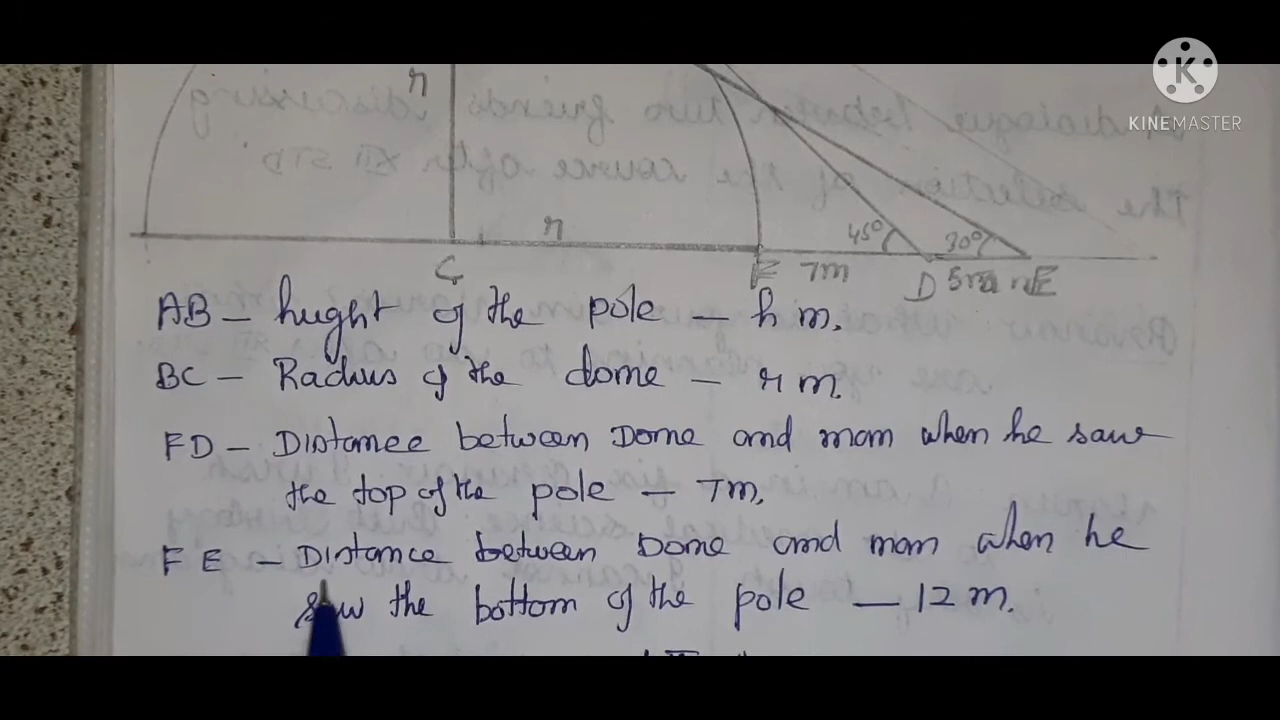 K
KINEMASTER
r
r
45°
30°
C
F
7m
D
5m
E
AB - hught of the pole - h m.
BC - Radius of the dome - r m.
FD - Distance between Dome and man when he saw
the top of the pole - 7m.
FE - Distance between Dome and man when he
saw the bottom of the pole - 12 m.